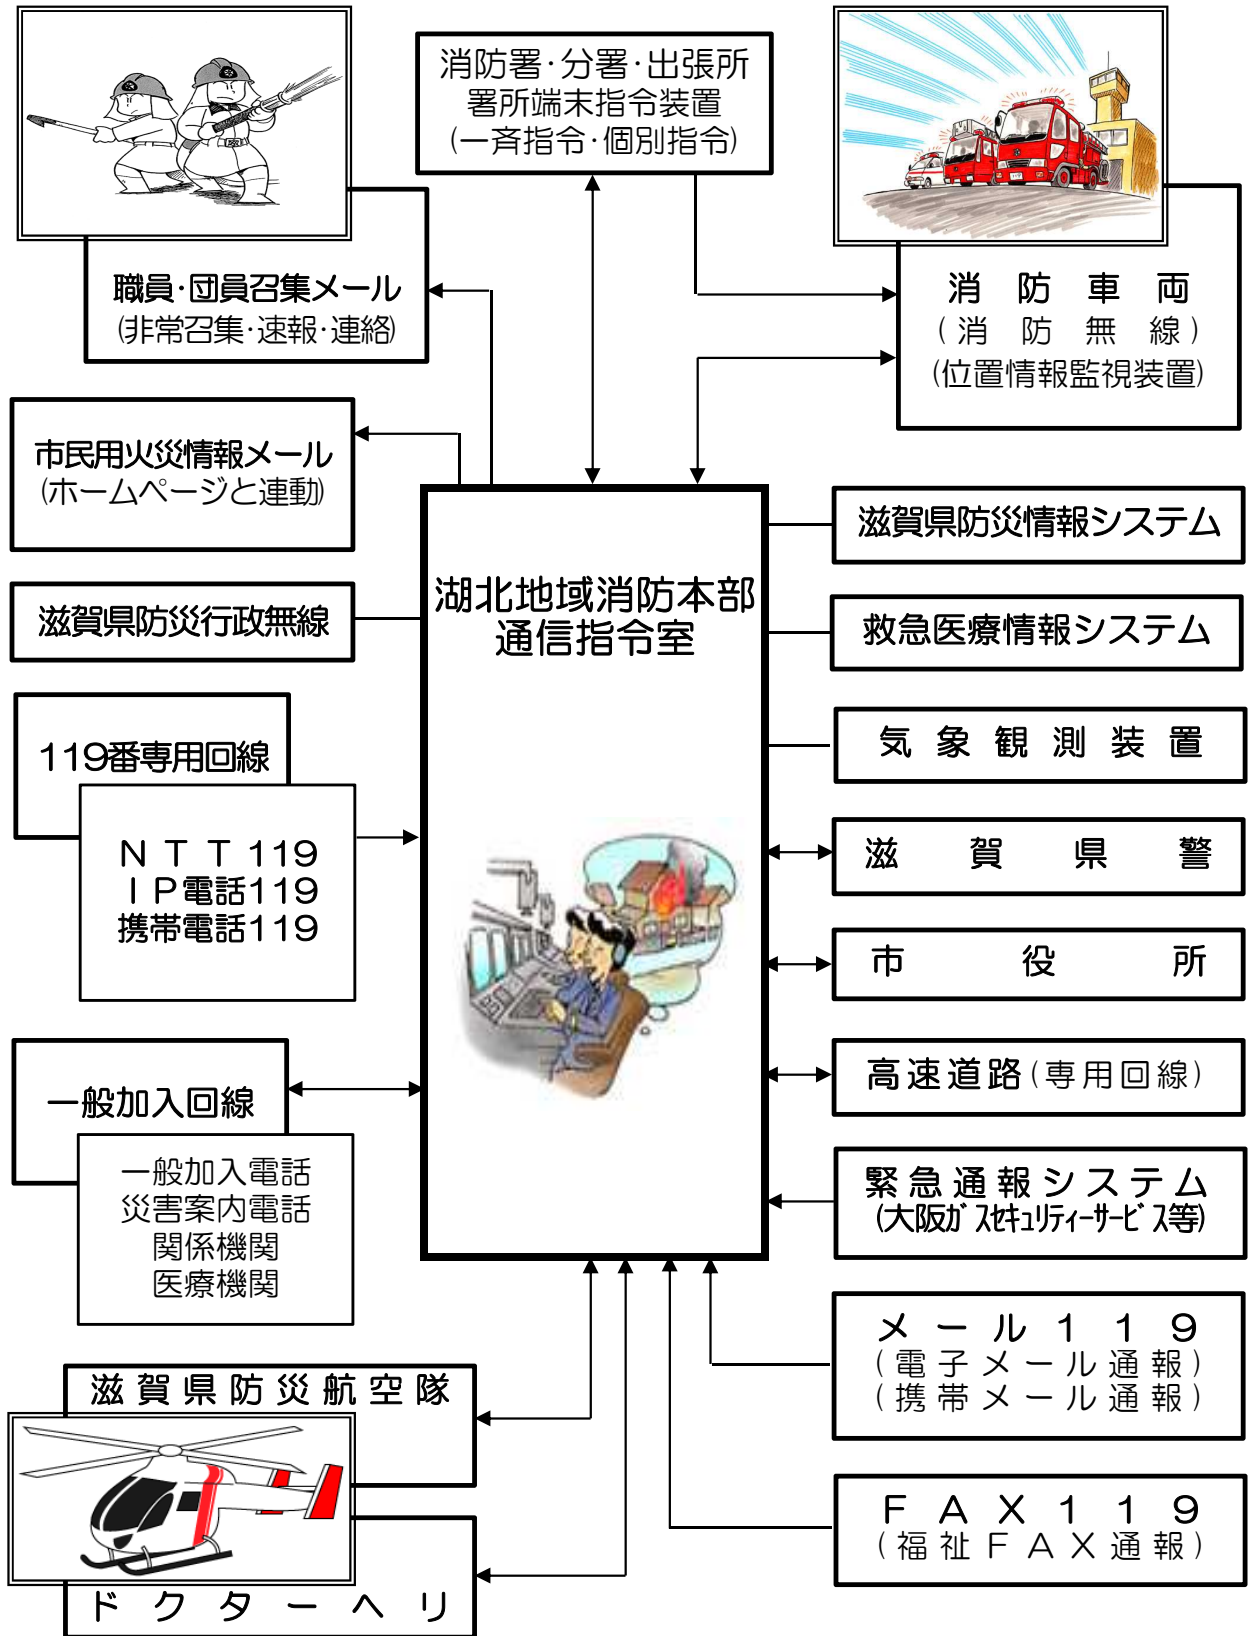 消防署・分署・出張所
署所端末指令装置
(一斉指令・個別指令)
職員・団員召集メール
(非常召集・速報・連絡)
消防車両
(消防無線)
(位置情報監視装置)
市民用火災情報メール
(ホームページと連動)
滋賀県防災行政無線
119番専用回線
ＮＴＴ119
ＩＰ電話119
携帯電話119
一般加入回線
一般加入電話
災害案内電話
関係機関
医療機関
滋賀県防災航空隊
ドクターヘリ
湖北地域消防本部
通信指令室
滋賀県防災情報システム
救急医療情報システム
気象観測装置
滋賀県警
市役所
高速道路(専用回線)
緊急通報システム
(大阪ｶﾞｽｾｷｭﾘﾃｨｰｻｰﾋﾞｽ等)
メール１１９
(電子メール通報)
(携帯メール通報)
ＦＡＸ１１９
(福祉ＦＡＸ通報)